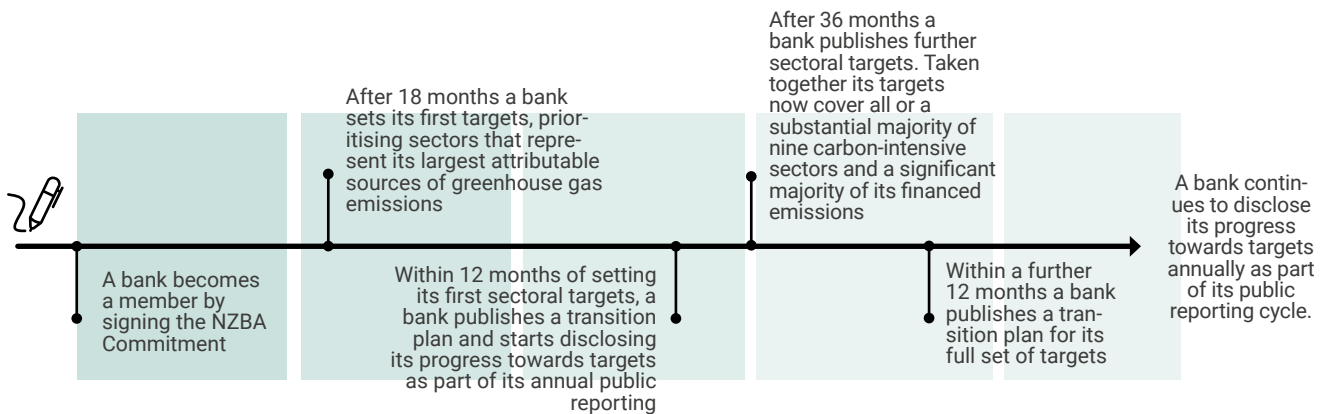 A bank becomes
a member by
signing the NZBA
Commitment
After 18 months a bank
sets its first targets, prior-
itising sectors that repre-
sent its largest attributable
sources of greenhouse gas
emissions
Within 12 months of setting
its first sectoral targets, a
bank publishes a transition
plan and starts disclosing
its progress towards targets
as part of its annual public
reporting
After 36 months a
bank publishes further
sectoral targets. Taken
together its targets
now cover all or a
substantial majority of
nine carbon-intensive
sectors and a significant
majority of its financed
emissions
Within a further
12 months a bank
publishes a tran-
sition plan for its
full set of targets
A bank contin-
ues to disclose
its progress
towards targets
annually as part
of its public
reporting cycle.